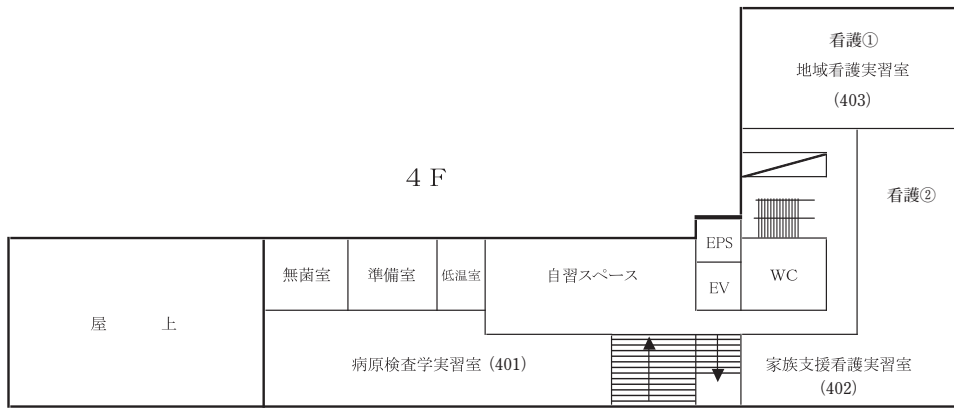 看護①
地域看護実習室
(403)
4F
看護②
EPS
無菌室
準備室
低温室
自習スペース
EV
WC
屋 上
病原検査学実習室 (401)
家族支援看護実習室
(402)